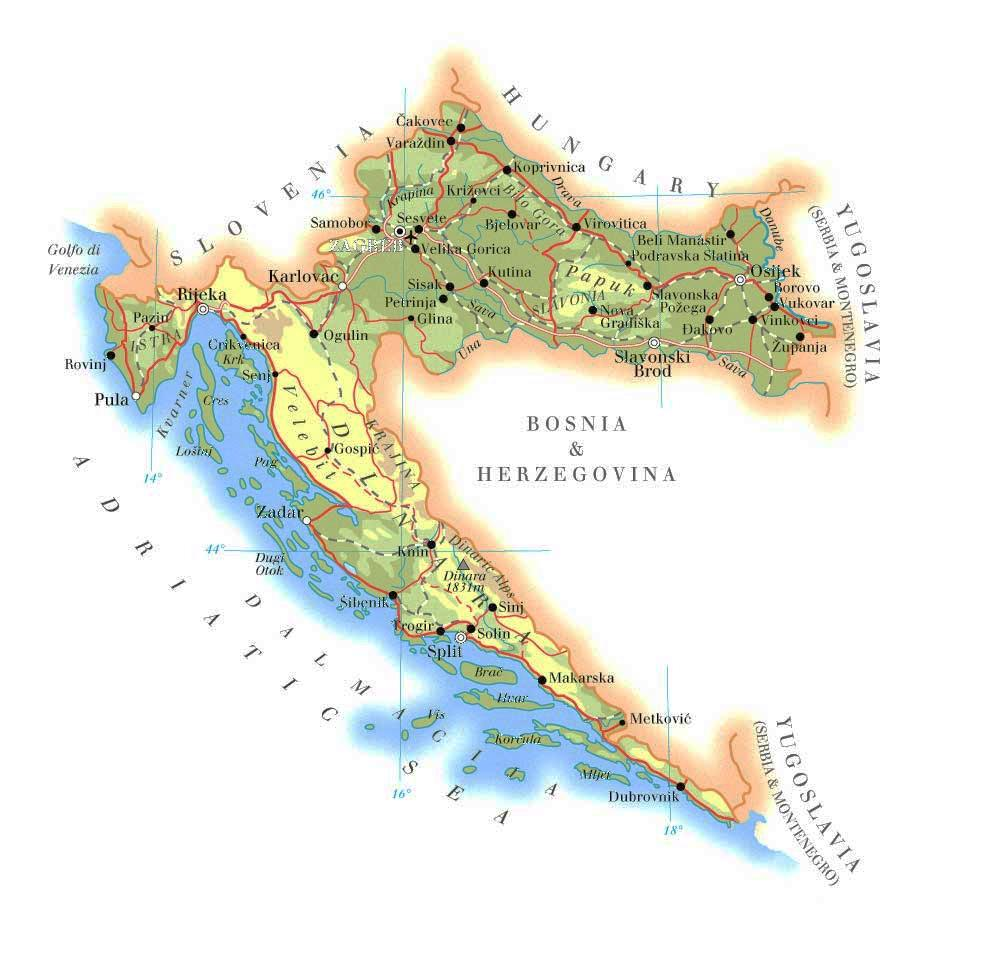 HUNGARY
SLOVENIA
Čakovec
Varaždin
Koprivnica
Krapina
Križevci
Drava
46°
Bilo Gora
Samobor
Sesvete
Bjelovar
Virovitica
ZAGREB
Velika Gorica
Beli Manastir
Danube
YUGOSLAVIA
(SERBIA & MONTENEGRO)
Golfo di
Venezia
Podravska Slatina
Karlovac
Kutina
Papuk
Osijek
Rijeka
Sisak
Borovo
Petrinja
SLAVONIA
Slavonska
Požega
Vukovar
Pazin
Sava
Nova
Gradiška
Glina
Đakovo
Vinkovci
ISTRA
Ogulin
Crikvenica
Una
Županja
Rovinj
Krk
Slavonski
Brod
Sava
Senj
Pula
Kvarner
Cres
Velebit
KRAJINA
BOSNIA
&
HERZEGOVINA
Lošinj
Gospić
Pag
14°
ADRIATIC SEA
Zadar
DINARA
44°
Knin
Dinaric Alps
Dugi
Otok
Dinara
1831m
Šibenik
Sinj
DALMACIJA
Trogir
Solin
Split
Brač
Makarska
Hvar
Vis
Metković
Korčula
YUGOSLAVIA
(SERBIA & MONTENEGRO)
Mljet
16°
Dubrovnik
18°